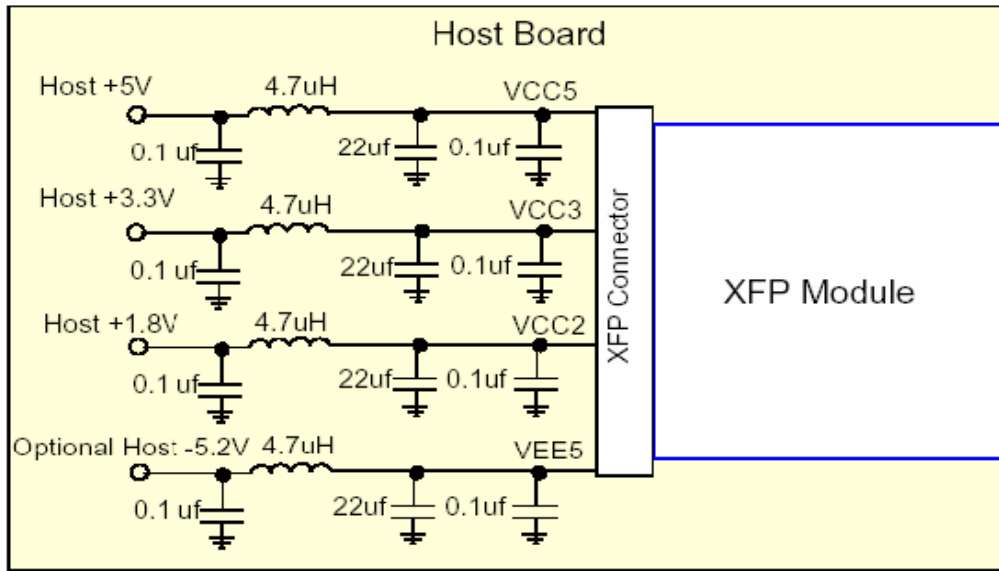 Host Board
Host +5V
4.7uH
VCC5
0.1 uf
22uf
0.1uf
Host +3.3V
4.7uH
VCC3
0.1 uf
22uf
0.1uf
Host +1.8V
4.7uH
VCC2
0.1 uf
22uf
0.1uf
Optional Host -5.2V
4.7uH
VEE5
0.1 uf
22uf
0.1uf
XFP Connector
XFP Module